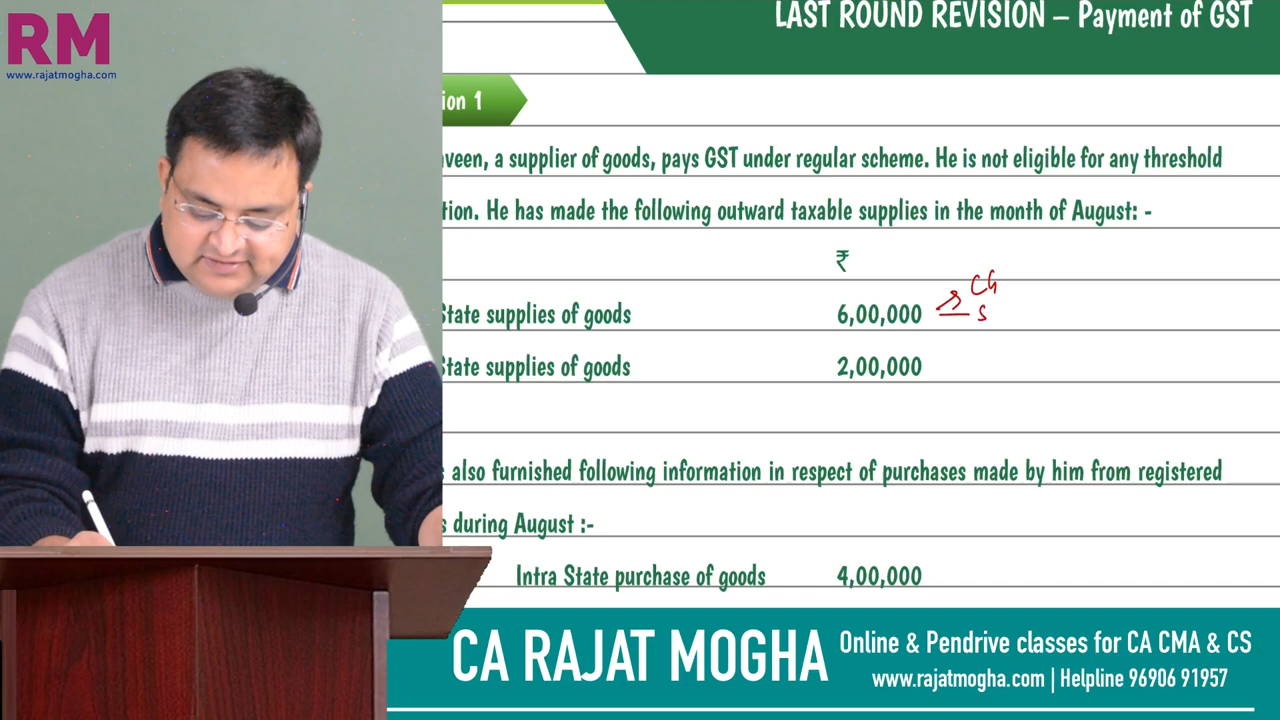 RM
www.rajatmogha.com
LAST ROUND REVISION – Payment of GST
ion 1
veen, a supplier of goods, pays GST under regular scheme. He is not eligible for any threshold
tion. He has made the following outward taxable supplies in the month of August: -
₹
State supplies of goods 6,00,000 CG
S
State supplies of goods 2,00,000
also furnished following information in respect of purchases made by him from registered
s during August :-
Intra State purchase of goods 4,00,000
CA RAJAT MOGHA
Online & Pendrive classes for CA CMA & CS
www.rajatmogha.com | Helpline 96906 91957